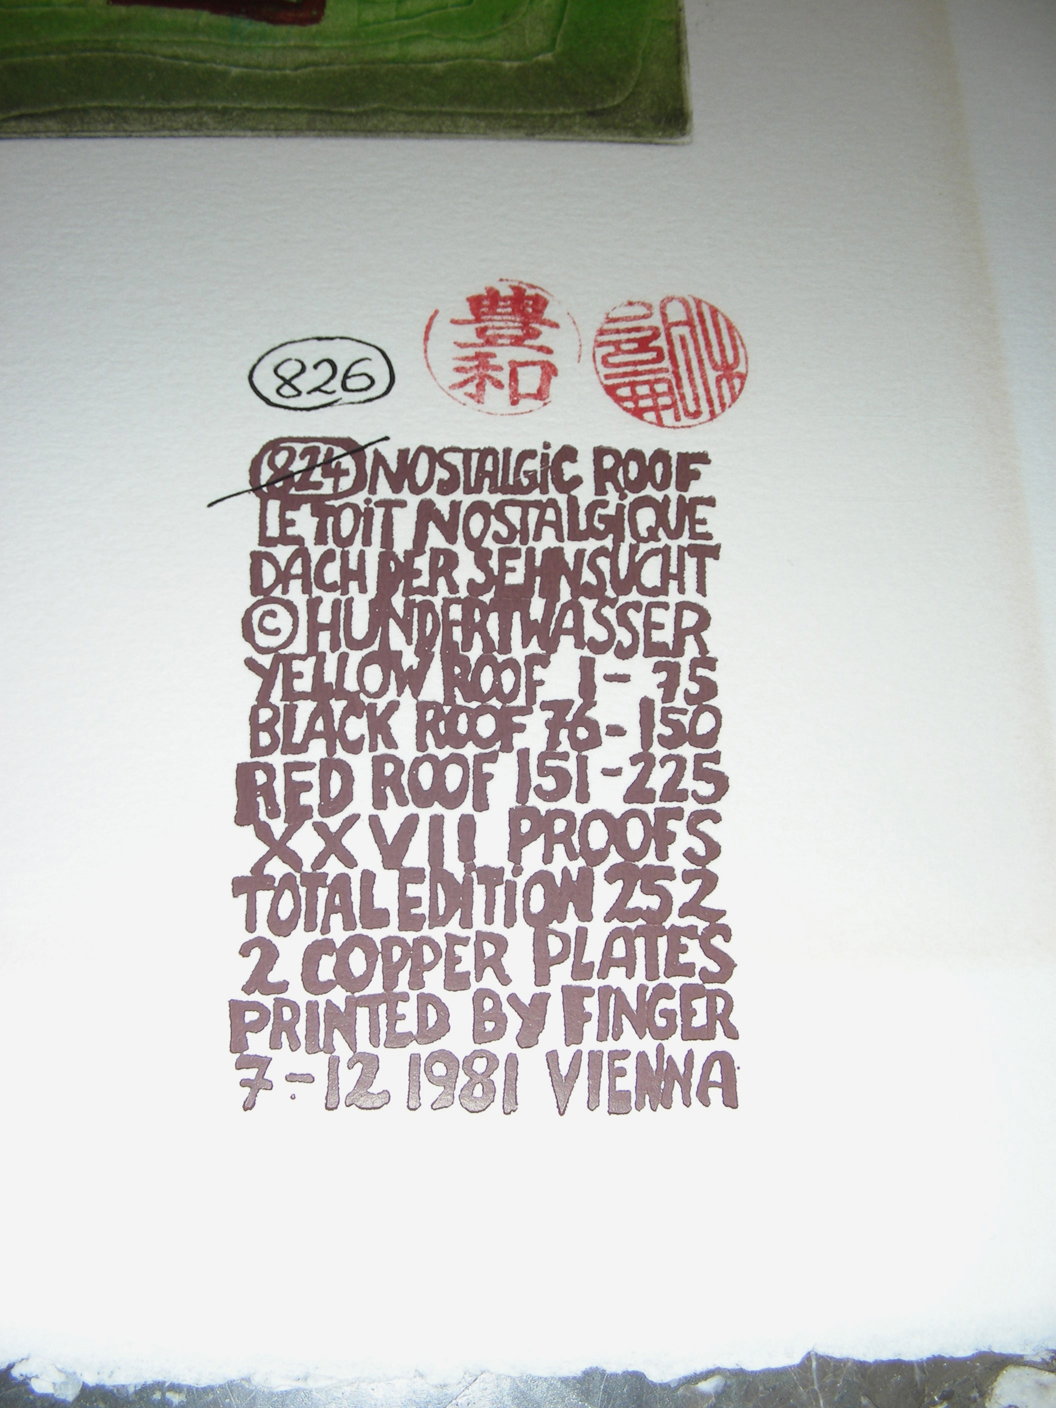 826
豊和
824 NOSTALGIC ROOF
LE TOIT NOSTALGIQUE
DACH DER SEHNSUCHT
© HUNDERTWASSER
YELLOW ROOF 1 - 75
BLACK ROOF 76 - 150
RED ROOF 151 - 225
XXVII PROOFS
TOTAL EDITION 252
2 COPPER PLATES
PRINTED BY FINGER
7 - 12 1981 VIENNA